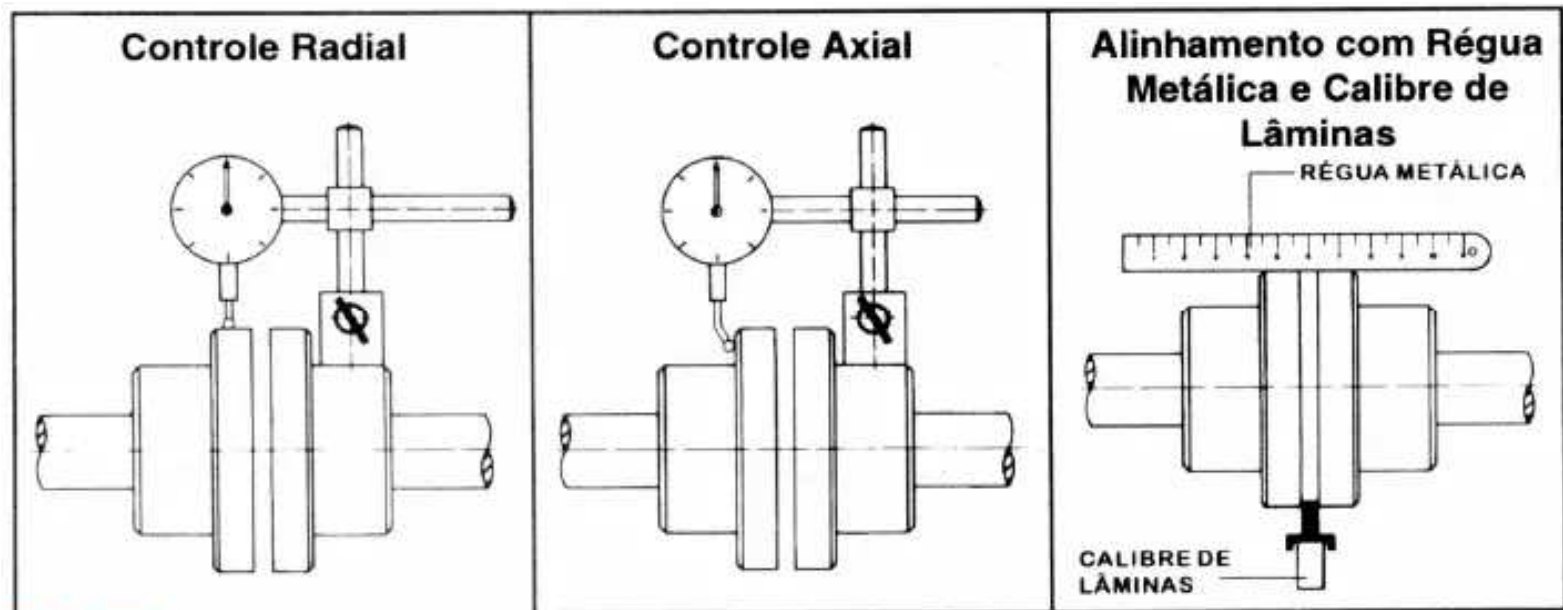 Controle Radial
Controle Axial
Alinhamento com Régua
Metálica e Calibre de
Lâminas
RÉGUA METÁLICA
CALIBRE DE
LÂMINAS